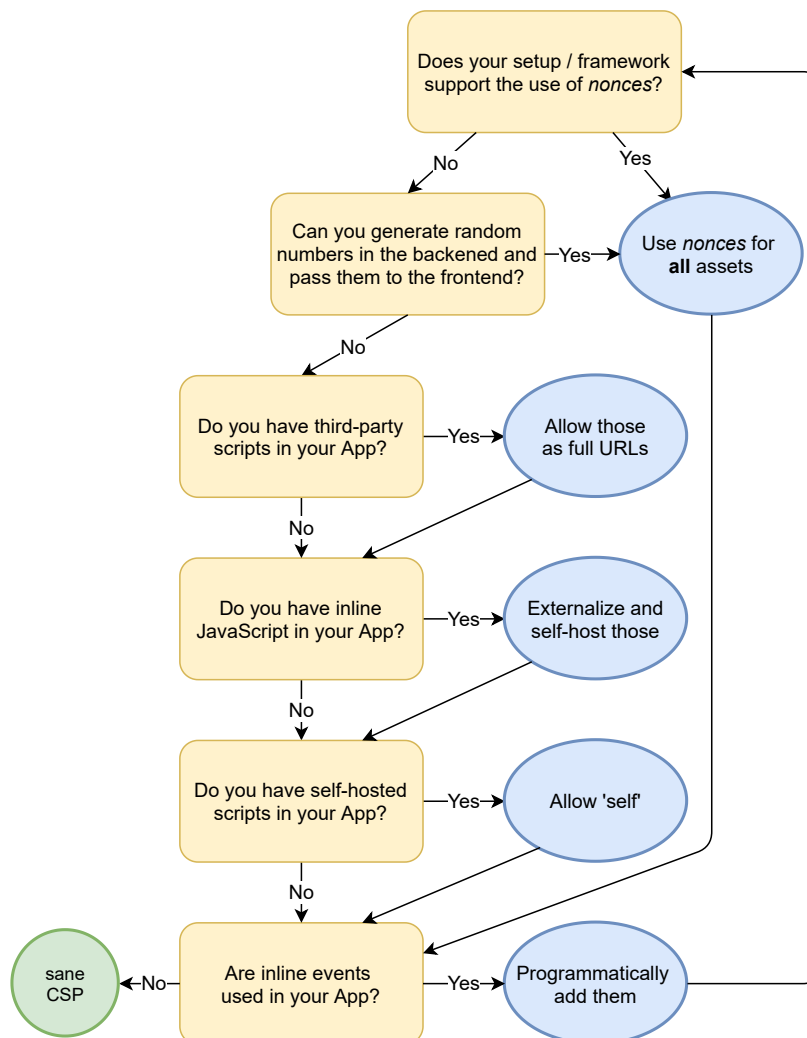 Does your setup / framework
support the use of nonces?
No
Yes
Can you generate random
numbers in the backened and
pass them to the frontend?
Yes
Use nonces for
all assets
No
Do you have third-party
scripts in your App?
Yes
Allow those
as full URLs
No
Do you have inline
JavaScript in your App?
Yes
Externalize and
self-host those
No
Do you have self-hosted
scripts in your App?
Yes
Allow 'self'
No
sane
CSP
No
Are inline events
used in your App?
Yes
Programmatically
add them